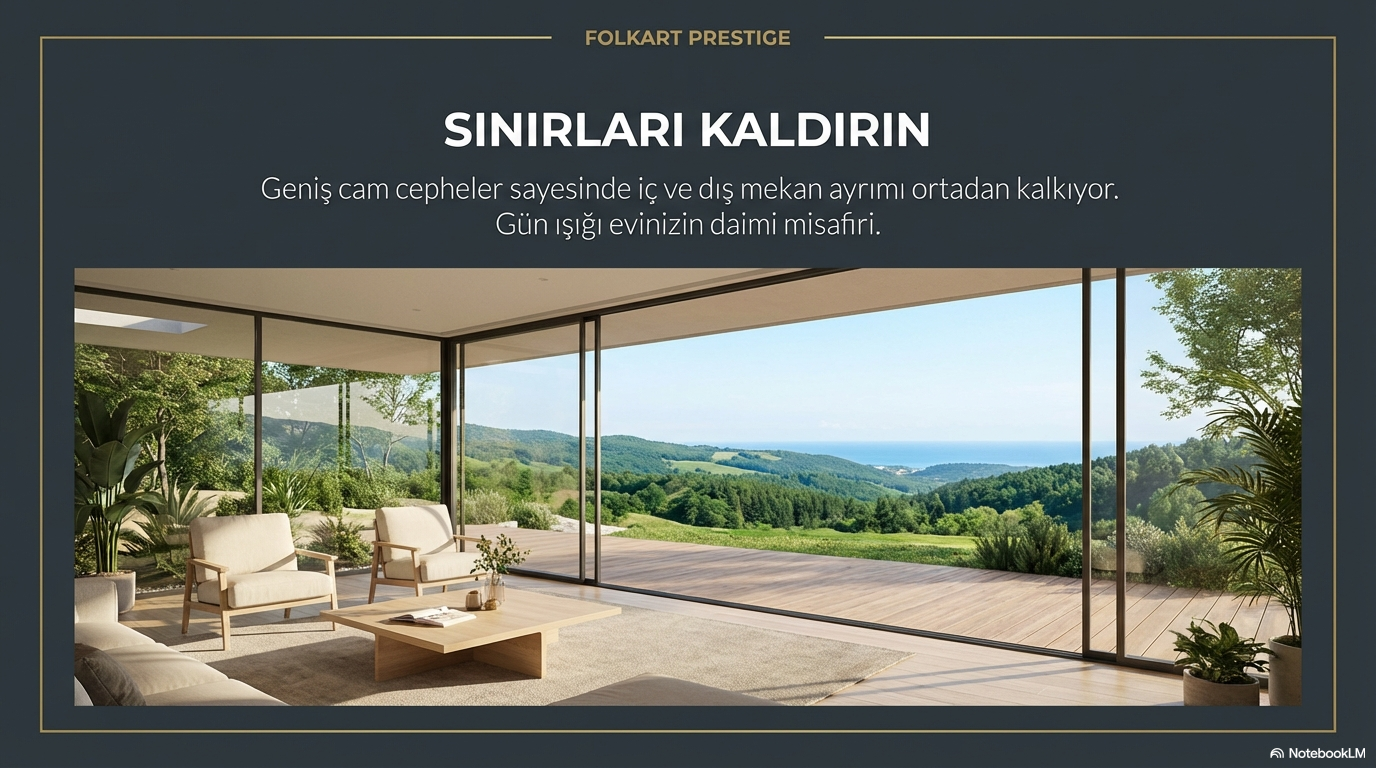 FOLKART PRESTIGE
SINIRLARI KALDIRIN
Geniş cam cepheler sayesinde iç ve dış mekan ayrımı ortadan kalkıyor.
Gün ışığı evinizin daimi misafiri.
NotebookLM